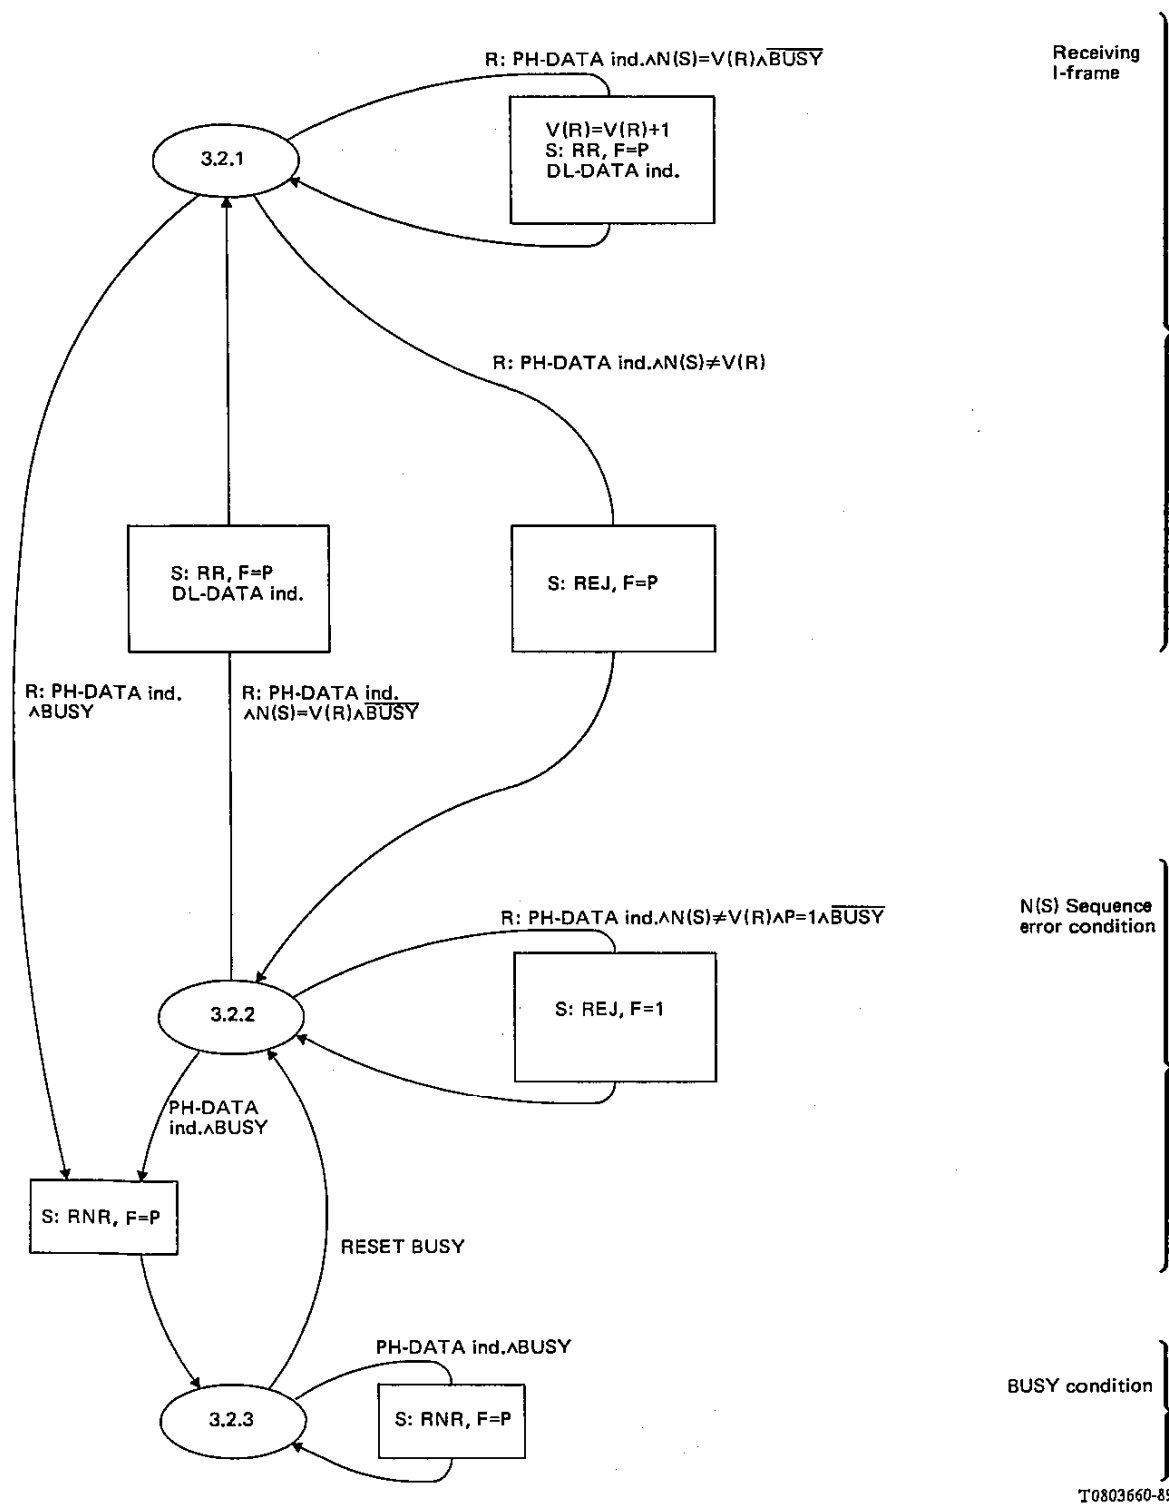 R: PH-DATA ind.∧N(S)=V(R)∧B̅U̅S̅Y̅
Receiving
I-frame
V(R)=V(R)+1
S: RR, F=P
DL-DATA ind.
3.2.1
R: PH-DATA ind.∧N(S)≠V(R)
S: RR, F=P
DL-DATA ind.
S: REJ, F=P
R: PH-DATA ind.
∧BUSY
R: PH-DATA ind.
∧N(S)=V(R)∧B̅U̅S̅Y̅
N(S) Sequence
error condition
R: PH-DATA ind.∧N(S)≠V(R)∧P=1∧B̅U̅S̅Y̅
S: REJ, F=1
3.2.2
PH-DATA
ind.∧BUSY
S: RNR, F=P
RESET BUSY
PH-DATA ind.∧BUSY
BUSY condition
3.2.3
S: RNR, F=P